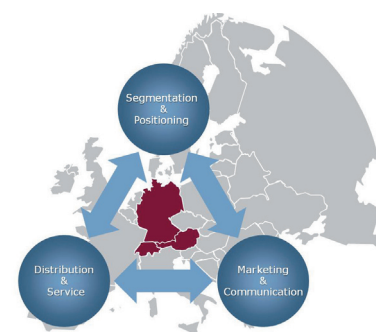 Segmentation
&
Positioning
Distribution
&
Service
Marketing
&
Communication